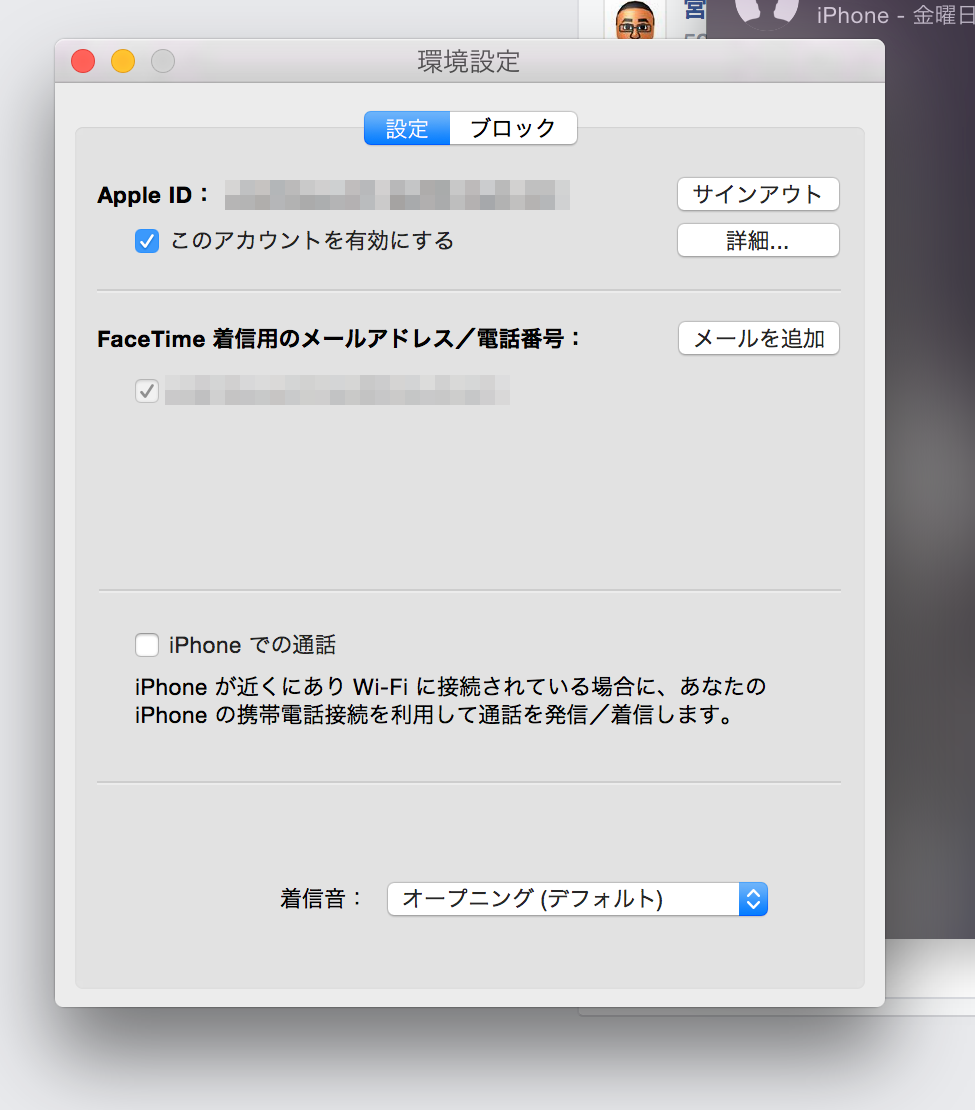 iPhone - 金曜日
環境設定
設定 ブロック
Apple ID： サインアウト
このアカウントを有効にする 詳細...
FaceTime 着信用のメールアドレス／電話番号： メールを追加
iPhone での通話
iPhone が近くにあり Wi-Fi に接続されている場合に、あなたの
iPhone の携帯電話接続を利用して通話を発信／着信します。
着信音： オープニング (デフォルト)